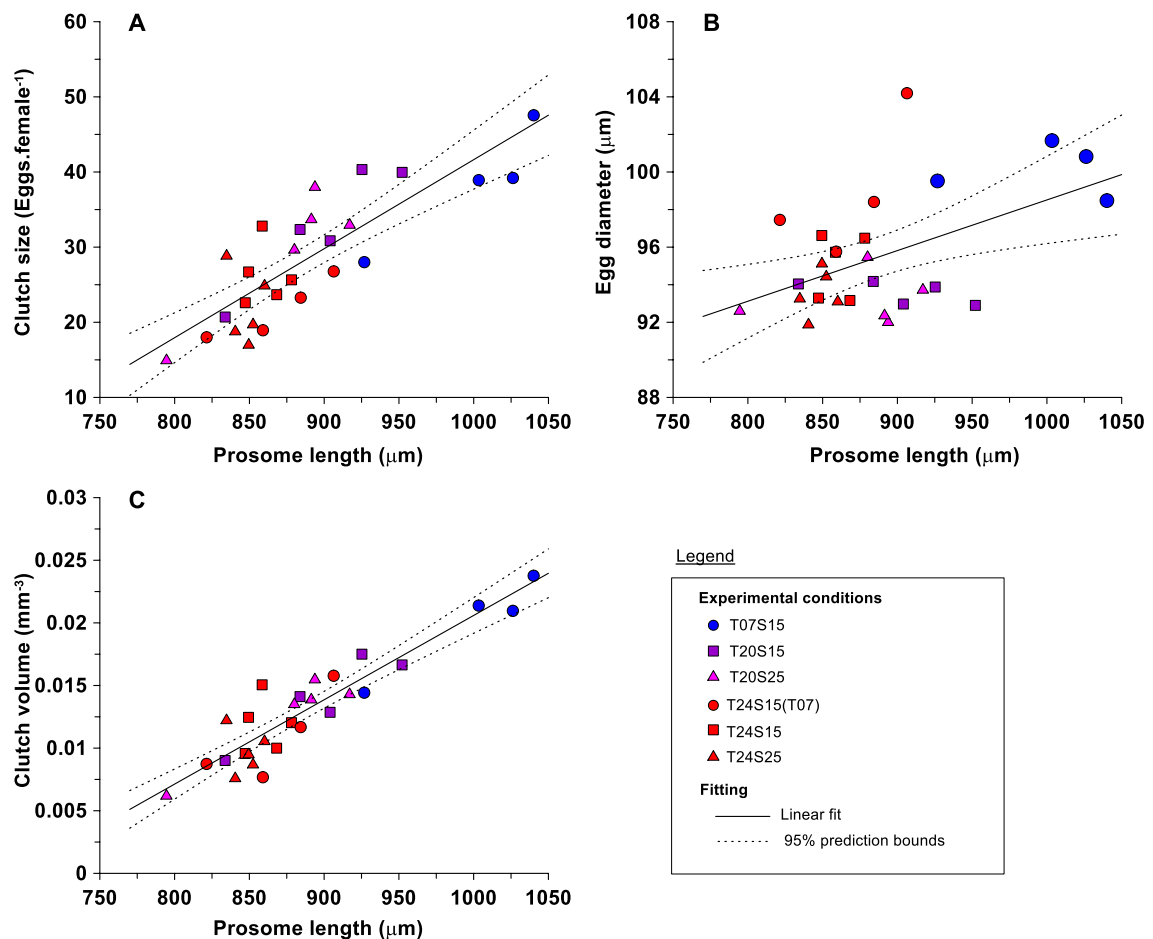 A
Clutch size (Eggs.female-1)
60
50
40
30
20
10
750 800 850 900 950 1000 1050
Prosome length (μm)
B
Egg diameter (μm)
108
104
100
96
92
88
750 800 850 900 950 1000 1050
Prosome length (μm)
C
Clutch volume (mm-3)
0.03
0.025
0.02
0.015
0.01
0.005
0
750 800 850 900 950 1000 1050
Prosome length (μm)
Legend
Experimental conditions
T07S15
T20S15
T20S25
T24S15(T07)
T24S15
T24S25
Fitting
Linear fit
95% prediction bounds